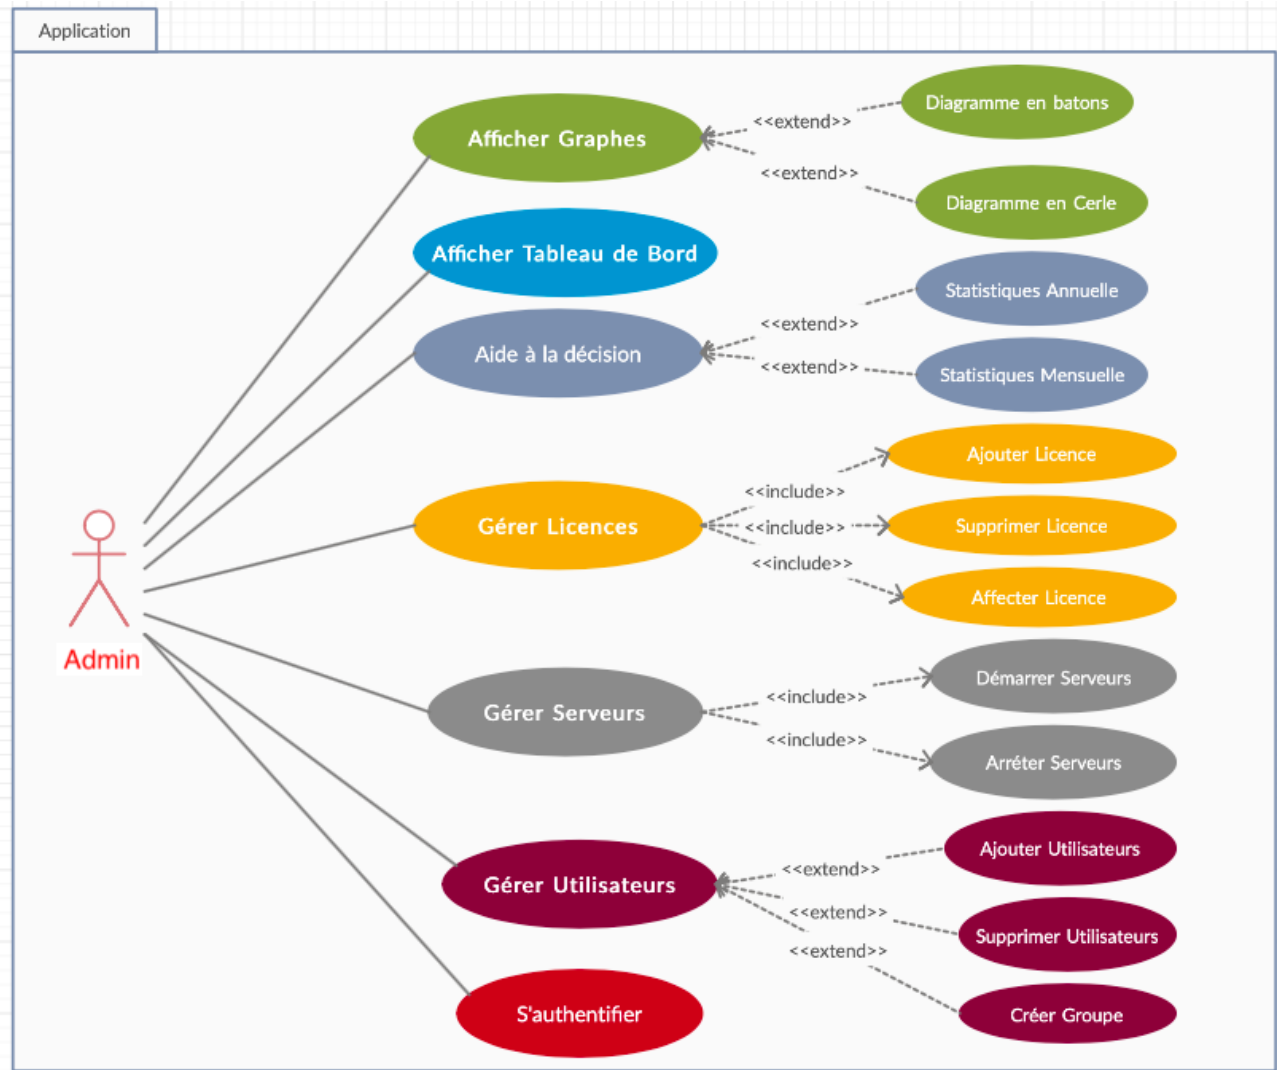 Application
Afficher Graphes
<<extend>>
Diagramme en batons
<<extend>>
Diagramme en Cerle
Afficher Tableau de Bord
Aide à la décision
<<extend>>
Statistiques Annuelle
<<extend>>
Statistiques Mensuelle
Gérer Licences
<<include>>
Ajouter Licence
<<include>>
Supprimer Licence
<<include>>
Affecter Licence
Admin
Gérer Serveurs
<<include>>
Démarrer Serveurs
<<include>>
Arréter Serveurs
Gérer Utilisateurs
<<extend>>
Ajouter Utilisateurs
<<extend>>
Supprimer Utilisateurs
<<extend>>
Créer Groupe
S'authentifier